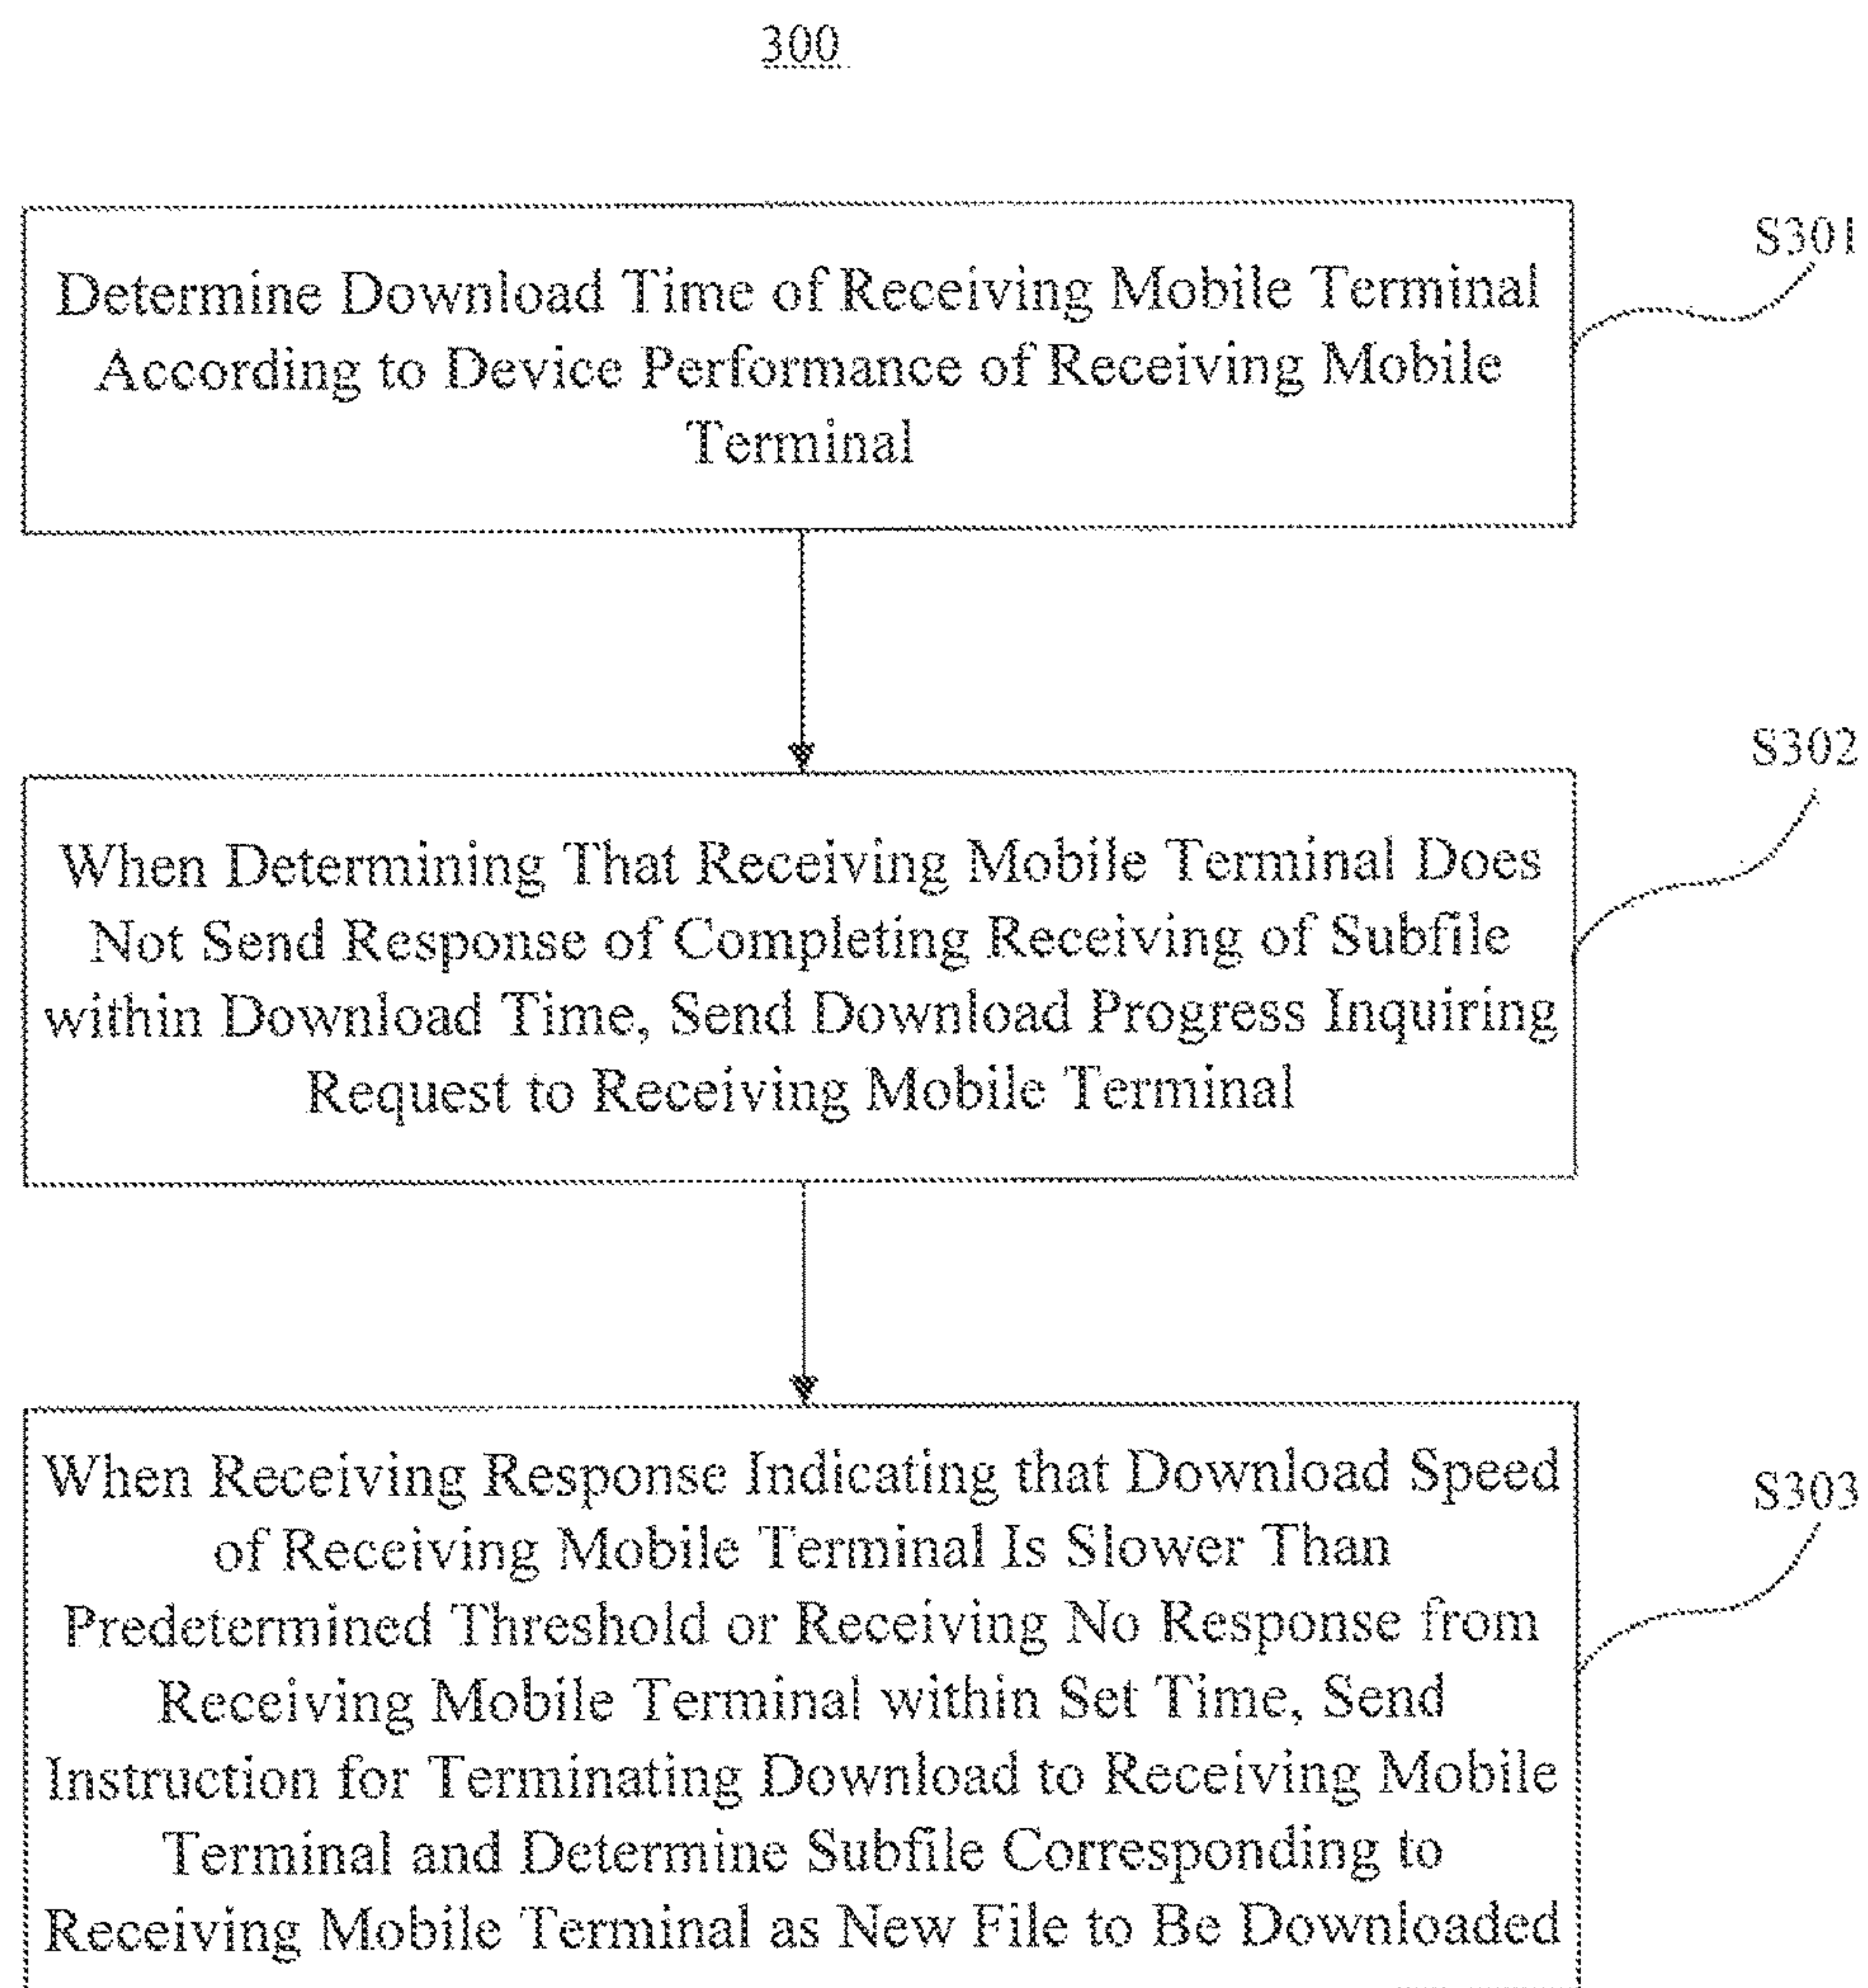 300
S301
Determine Download Time of Receiving Mobile Terminal
According to Device Performance of Receiving Mobile
Terminal
S302
When Determining That Receiving Mobile Terminal Does
Not Send Response of Completing Receiving of Subfile
within Download Time, Send Download Progress Inquiring
Request to Receiving Mobile Terminal
S303
When Receiving Response Indicating that Download Speed
of Receiving Mobile Terminal Is Slower Than
Predetermined Threshold or Receiving No Response from
Receiving Mobile Terminal within Set Time, Send
Instruction for Terminating Download to Receiving Mobile
Terminal and Determine Subfile Corresponding to
Receiving Mobile Terminal as New File to Be Downloaded